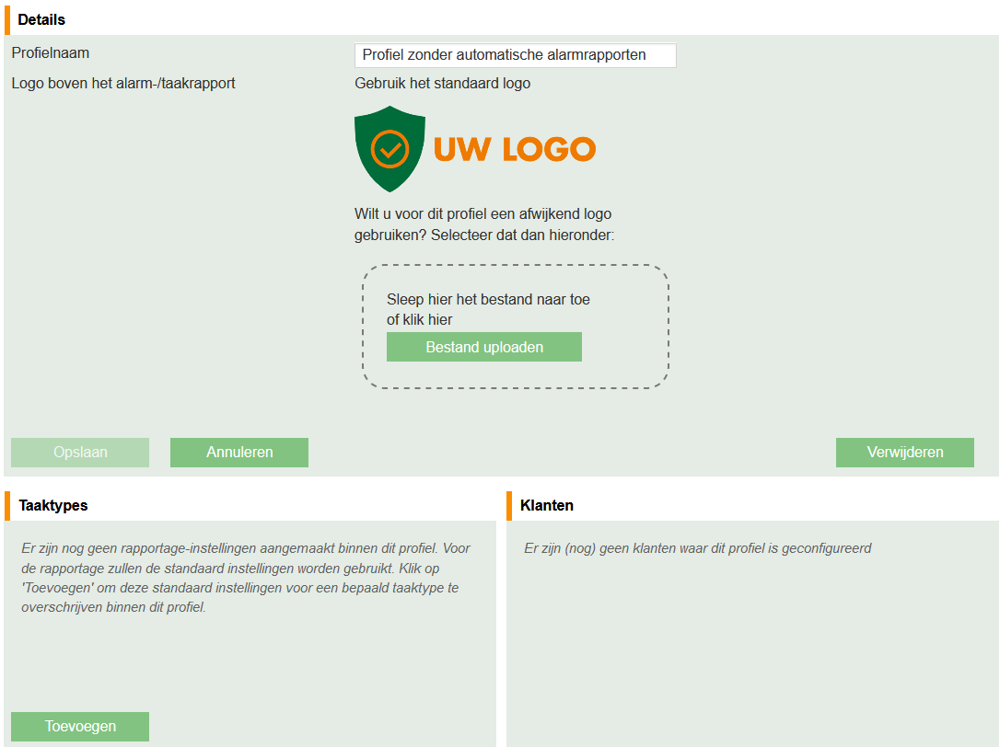 Details
Profielnaam
Profiel zonder automatische alarmrapporten
Logo boven het alarm-/taakrapport
Gebruik het standaard logo
UW LOGO
Wilt u voor dit profiel een afwijkend logo
gebruiken? Selecteer dat dan hieronder:
Sleep hier het bestand naar toe
of klik hier
Bestand uploaden
Opslaan
Annuleren
Verwijderen
Taaktypes
Er zijn nog geen rapportage-instellingen aangemaakt binnen dit profiel. Voor
de rapportage zullen de standaard instellingen worden gebruikt. Klik op
'Toevoegen' om deze standaard instellingen voor een bepaald taaktype te
overschrijven binnen dit profiel.
Toevoegen
Klanten
Er zijn (nog) geen klanten waar dit profiel is geconfigureerd